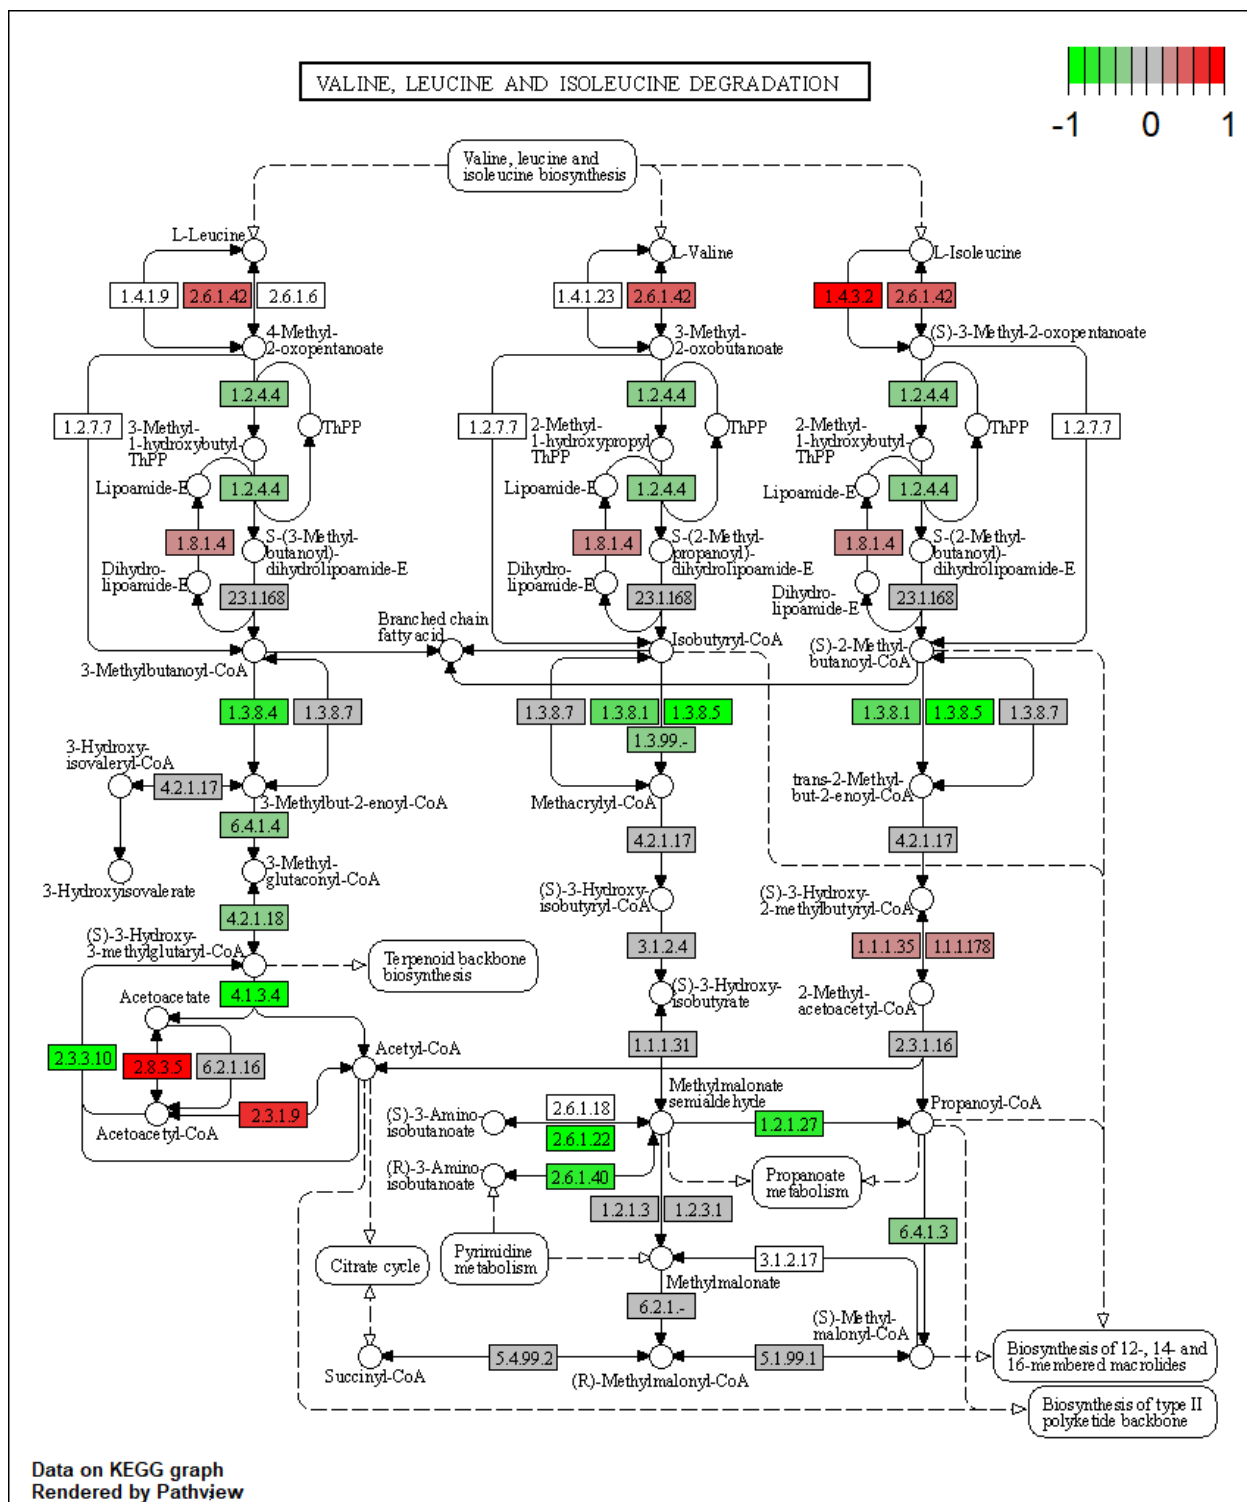 VALINE, LEUCINE AND ISOLEUCINE DEGRADATION
-1 0 1
Valine, leucine and
isoleucine biosynthesis
L-Leucine
L-Valine
L-Isoleucine
1.4.1.9
2.6.1.42
2.6.1.6
1.4.1.23
2.6.1.42
1.4.3.2
2.6.1.42
4-Methyl-
2-oxopentanoate
3-Methyl-
2-oxobutanoate
(S)-3-Methyl-2-oxopentanoate
1.2.4.4
1.2.4.4
1.2.4.4
1.2.7.7
3-Methyl-
1-hydroxybutyl-
ThPP
ThPP
1.2.7.7
2-Methyl-
1-hydroxypropyl-
ThPP
ThPP
2-Methyl-
1-hydroxybutyl-
ThPP
ThPP
1.2.7.7
Lipoamide-E
1.2.4.4
Lipoamide-E
1.2.4.4
Lipoamide-E
1.2.4.4
1.8.1.4
S-(3-Methyl-
butanoyl)-
dihydrolipoamide-E
1.8.1.4
S-(2-Methyl-
propanoyl)-
dihydrolipoamide-E
1.8.1.4
S-(2-Methyl-
butanoyl)-
dihydrolipoamide-E
Dihydro-
lipoamide-E
2.3.1.168
Dihydro-
lipoamide-E
2.3.1.168
Dihydro-
lipoamide-E
2.3.1.168
Branched chain
fatty acid
3-Methylbutanoyl-CoA
Isobutyryl-CoA
(S)-2-Methyl-
butanoyl-CoA
1.3.8.4
1.3.8.7
1.3.8.7
1.3.8.1
1.3.8.5
1.3.8.1
1.3.8.5
1.3.8.7
1.3.99.-
3-Hydroxy-
isovaleryl-CoA
4.2.1.17
3-Methylbut-2-enoyl-CoA
Methacrylyl-CoA
trans-2-Methyl-
but-2-enoyl-CoA
6.4.1.4
4.2.1.17
4.2.1.17
3-Hydroxyisovalerate
3-Methyl-
glutaconyl-CoA
(S)-3-Hydroxy-
isobutyryl-CoA
(S)-3-Hydroxy-
2-methylbutyryl-CoA
4.2.1.18
3.1.2.4
1.1.1.35
1.1.1.178
(S)-3-Hydroxy-
3-methylglutaryl-CoA
Terpenoid backbone
biosynthesis
(S)-3-Hydroxy-
isobutyrate
2-Methyl-
acetoacetyl-CoA
4.1.3.4
Acetoacetate
2.3.3.10
2.8.3.5
6.2.1.16
Acetyl-CoA
1.1.1.31
2.3.1.16
Acetoacetyl-CoA
2.3.1.9
Methylmalonate
semialdehyde
Propanoyl-CoA
(S)-3-Amino-
isobutanoate
2.6.1.18
2.6.1.22
1.2.1.27
(R)-3-Amino-
isobutanoate
2.6.1.40
Propanoate
metabolism
1.2.1.3
1.2.3.1
6.4.1.3
Citrate cycle
Pyrimidine
metabolism
3.1.2.17
Methylmalonate
6.2.1.-
(S)-Methyl-
malonyl-CoA
Succinyl-CoA
5.4.99.2
(R)-Methylmalonyl-CoA
5.1.99.1
Biosynthesis of 12-, 14- and
16-membered macrolides
Biosynthesis of type II
polyketide backbone
Data on KEGG graph
Rendered by Pathview